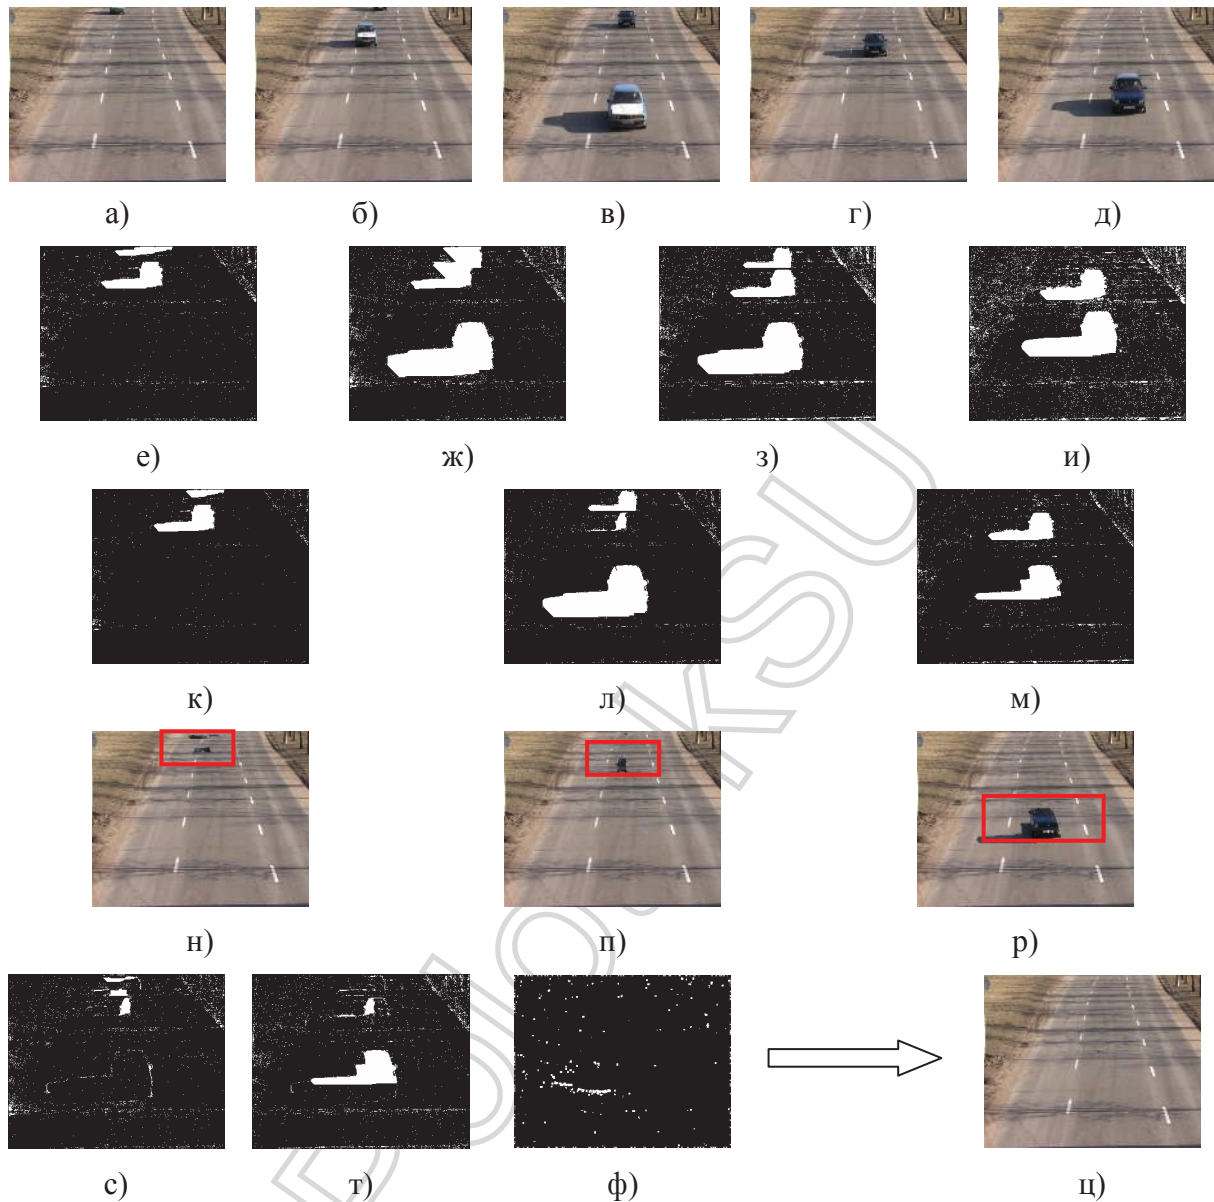 а) б) в) г) д)
е) ж) з) и)
к) л) м)
н) п) р)
с) т) ф) ц)